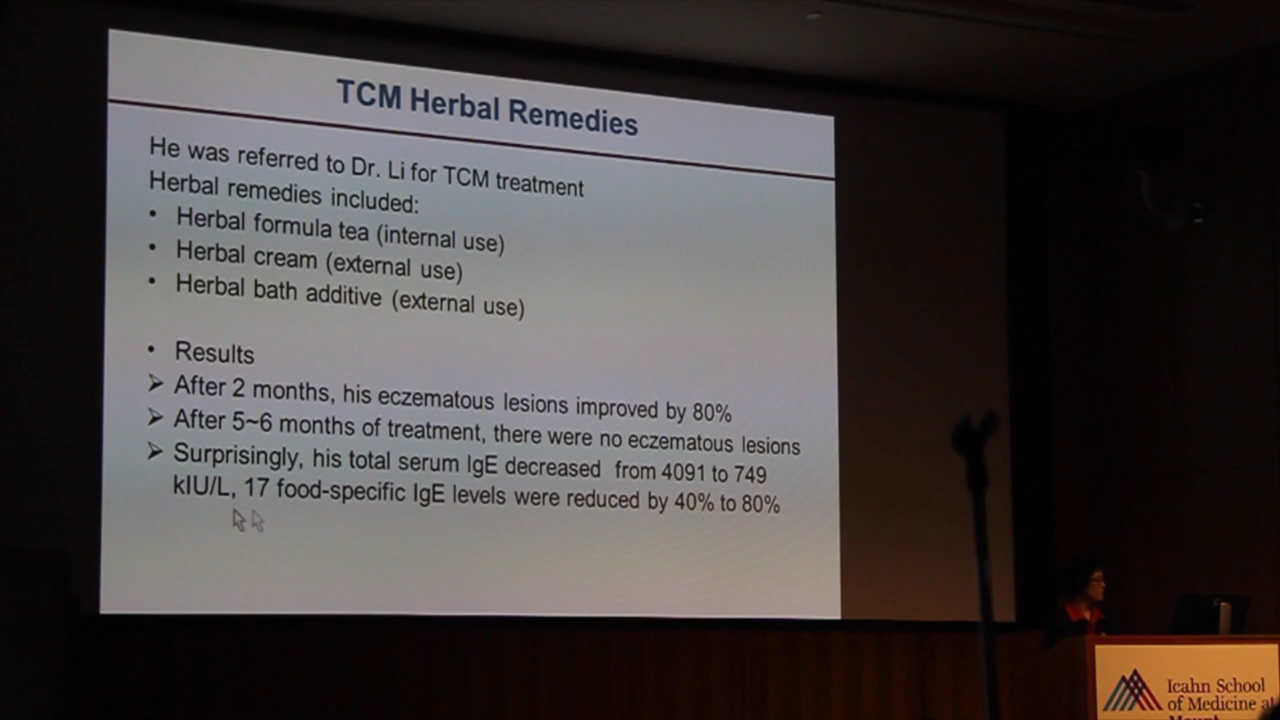 TCM Herbal Remedies
He was referred to Dr. Li for TCM treatment
Herbal remedies included:
• Herbal formula tea (internal use)
• Herbal cream (external use)
• Herbal bath additive (external use)
• Results
➢ After 2 months, his eczematous lesions improved by 80%
➢ After 5~6 months of treatment, there were no eczematous lesions
➢ Surprisingly, his total serum IgE decreased from 4091 to 749
kIU/L, 17 food-specific IgE levels were reduced by 40% to 80%
Icahn School
of Medicine at